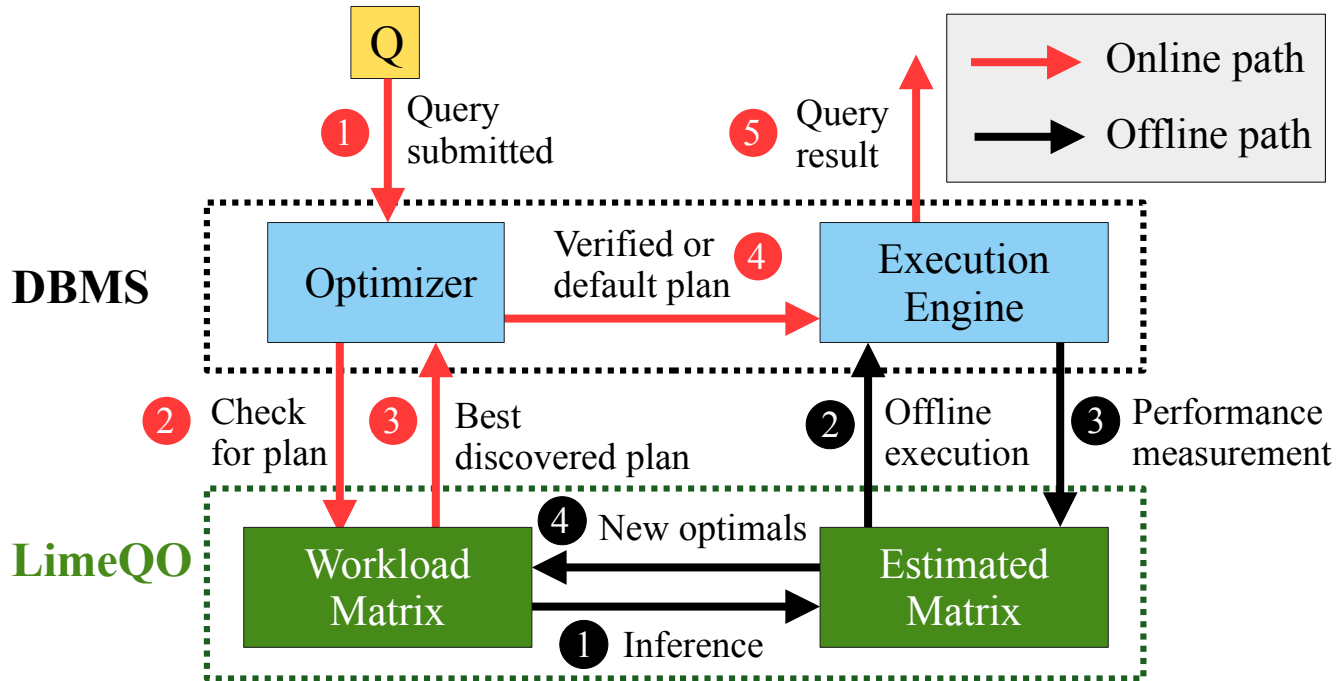 Q
Online path
Offline path
1
Query
submitted
5
Query
result
DBMS
Optimizer
Verified or
default plan
4
Execution
Engine
2
Check
for plan
3
Best
discovered plan
2
Offline
execution
3
Performance
measurement
LimeQO
Workload
Matrix
4
New optimals
Estimated
Matrix
1
Inference